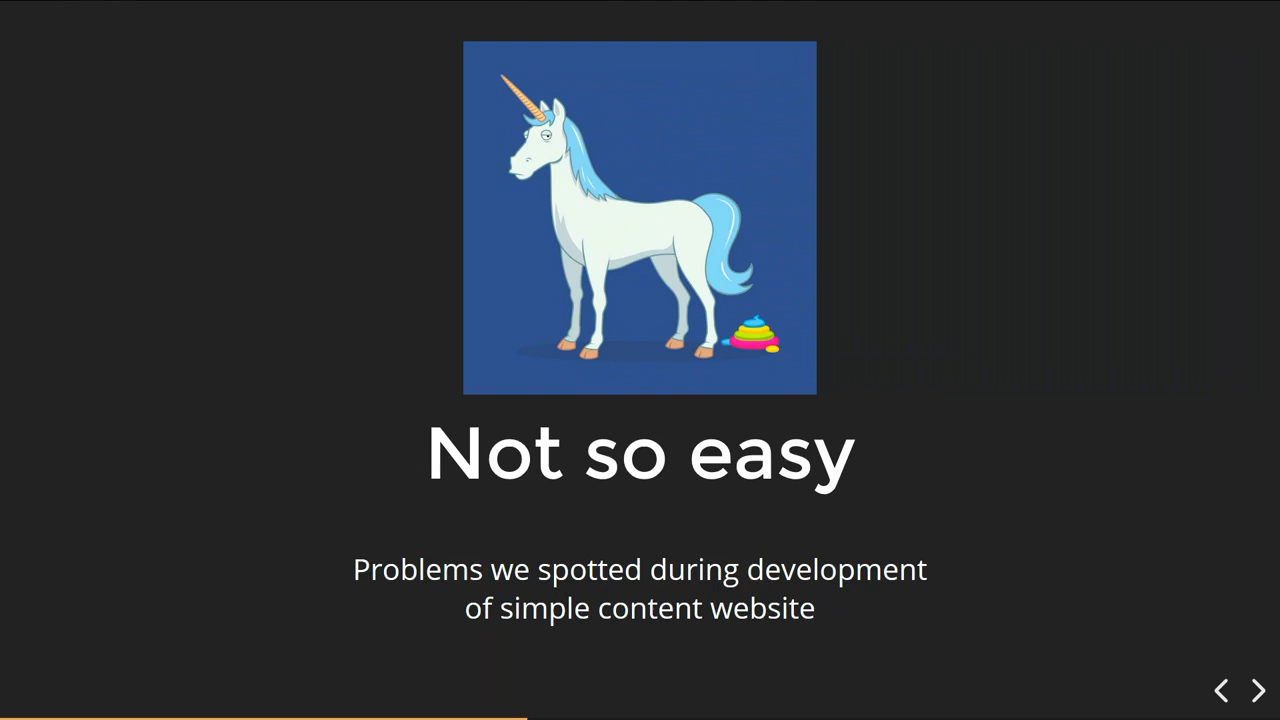 Not so easy
Problems we spotted during development
of simple content website